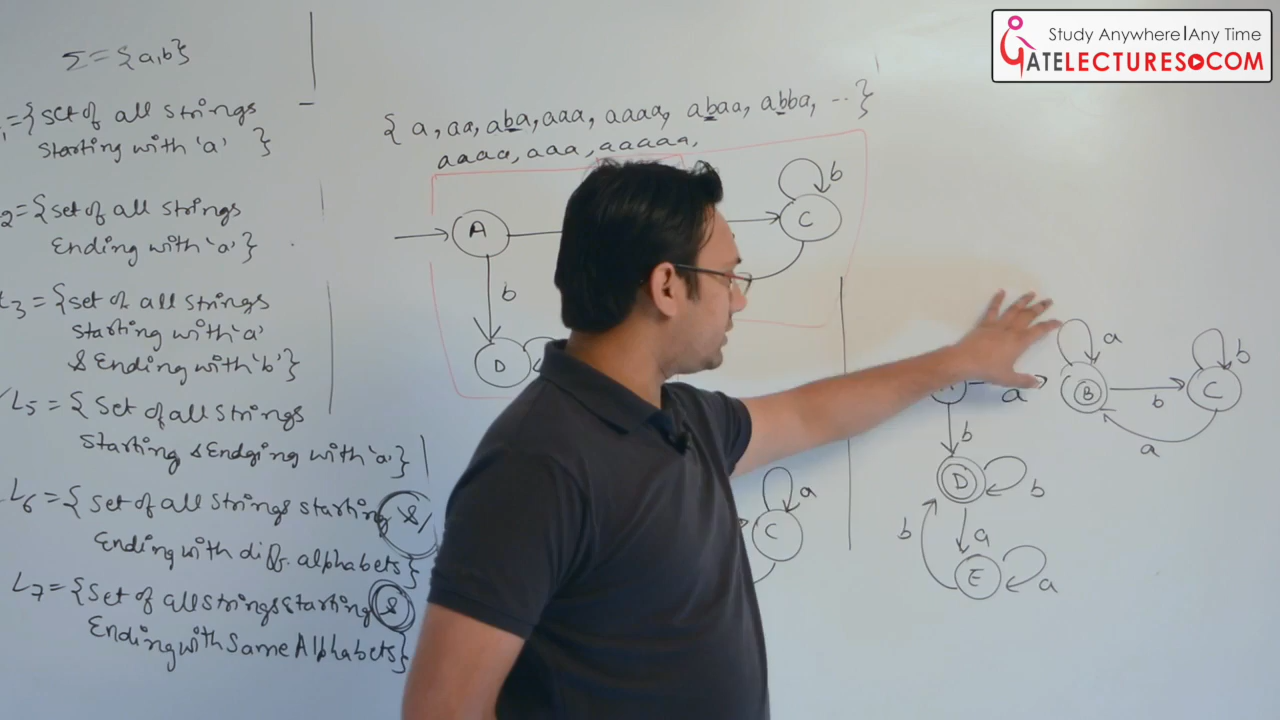 Study Anywhere|Any Time
GATELECTURES.COM
Σ = {a,b}
= { set of all strings
starting with 'a' }
2 = { set of all strings
Ending with 'a' }
L3 = { set of all strings
starting with 'a'
& Ending with 'b' }
L5 = { Set of all strings
Starting & Endging with 'a' }
L6 = { set of all strings starting &/
Ending with diff. alphabets }
L7 = { Set of all strings starting &
Ending with Same Alphabets }
{ a, aa, aba, aaa, aaaa, abaa, abba, -- }
aaaa, aaa, aaaaa,
A
C
b
b
D
C
a
a
B
a
b
C
b
a
b
D
b
a
b
E
a